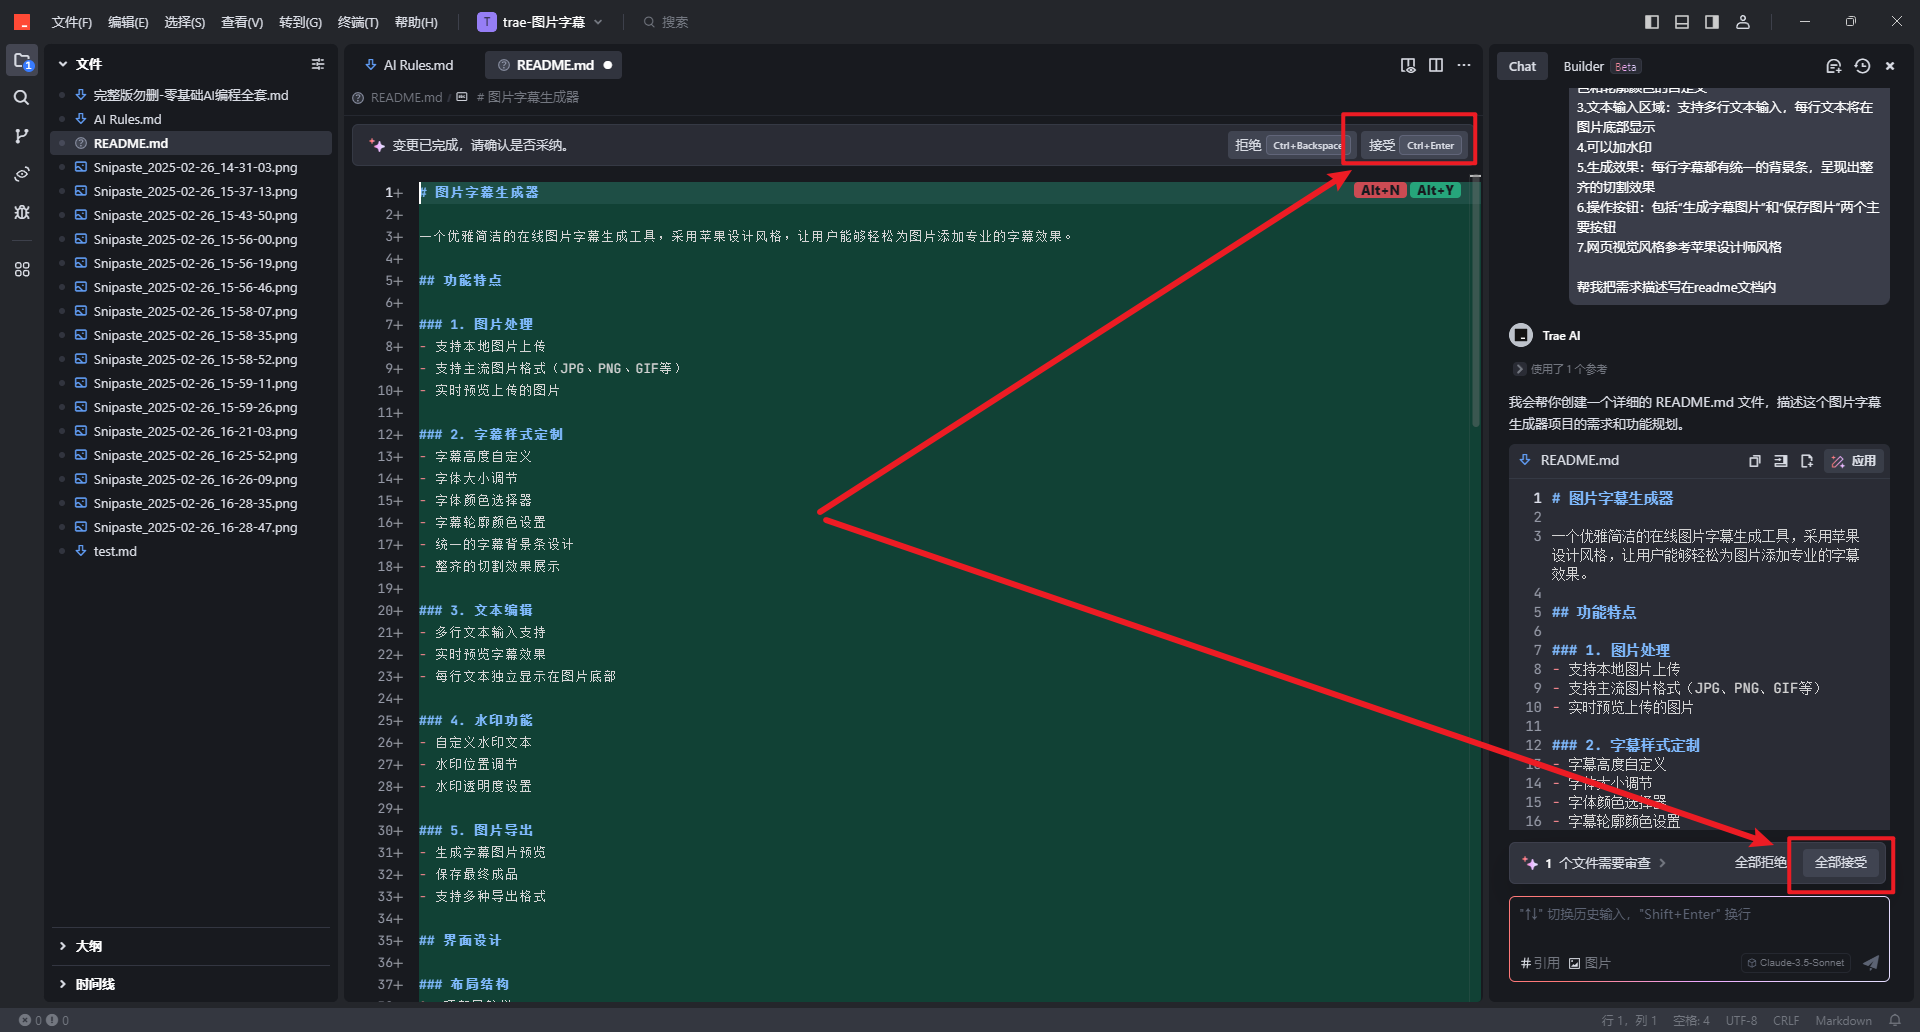 文件(F) 编辑(E) 选择(S) 查看(V) 转到(G) 终端(T) 帮助(H) T trae-图片字幕 搜索
文件
1
完整版勿删-零基础AI编程全套.md
AI Rules.md
README.md
Snipaste_2025-02-26_14-31-03.png
Snipaste_2025-02-26_15-37-13.png
Snipaste_2025-02-26_15-43-50.png
Snipaste_2025-02-26_15-56-00.png
Snipaste_2025-02-26_15-56-19.png
Snipaste_2025-02-26_15-56-46.png
Snipaste_2025-02-26_15-58-07.png
Snipaste_2025-02-26_15-58-35.png
Snipaste_2025-02-26_15-58-52.png
Snipaste_2025-02-26_15-59-11.png
Snipaste_2025-02-26_15-59-26.png
Snipaste_2025-02-26_16-21-03.png
Snipaste_2025-02-26_16-25-52.png
Snipaste_2025-02-26_16-26-09.png
Snipaste_2025-02-26_16-28-35.png
Snipaste_2025-02-26_16-28-47.png
test.md
大纲
时间线
AI Rules.md README.md
README.md / # 图片字幕生成器
变更已完成，请确认是否采纳。 拒绝 Ctrl+Backspace 接受 Ctrl+Enter
Alt+N Alt+Y
1+ # 图片字幕生成器
2+
3+ 一个优雅简洁的在线图片字幕生成工具，采用苹果设计风格，让用户能够轻松为图片添加专业的字幕效果。
4+
5+ ## 功能特点
6+
7+ ### 1. 图片处理
8+ - 支持本地图片上传
9+ - 支持主流图片格式（JPG、PNG、GIF等）
10+ - 实时预览上传的图片
11+
12+ ### 2. 字幕样式定制
13+ - 字幕高度自定义
14+ - 字体大小调节
15+ - 字体颜色选择器
16+ - 字幕轮廓颜色设置
17+ - 统一的字幕背景条设计
18+ - 整齐的切割效果展示
19+
20+ ### 3. 文本编辑
21+ - 多行文本输入支持
22+ - 实时预览字幕效果
23+ - 每行文本独立显示在图片底部
24+
25+ ### 4. 水印功能
26+ - 自定义水印文本
27+ - 水印位置调节
28+ - 水印透明度设置
29+
30+ ### 5. 图片导出
31+ - 生成字幕图片预览
32+ - 保存最终成品
33+ - 支持多种导出格式
34+
35+ ## 界面设计
36+
37+ ### 布局结构
Chat Builder Beta
3.文本输入区域：支持多行文本输入，每行文本将在
图片底部显示
4.可以加水印
5.生成效果：每行字幕都有统一的背景条，呈现出整
齐的切割效果
6.操作按钮：包括“生成字幕图片”和“保存图片”两个主
要按钮
7.网页视觉风格参考苹果设计师风格
帮我把需求描述写在readme文档内
Trae AI
使用了 1 个参考
我会帮你创建一个详细的 README.md 文件，描述这个图片字幕
生成器项目的需求和功能规划。
README.md 应用
1 # 图片字幕生成器
2
3 一个优雅简洁的在线图片字幕生成工具，采用苹果
设计风格，让用户能够轻松为图片添加专业的字幕
效果。
4
5 ## 功能特点
6
7 ### 1. 图片处理
8 - 支持本地图片上传
9 - 支持主流图片格式（JPG、PNG、GIF等）
10 - 实时预览上传的图片
11
12 ### 2. 字幕样式定制
13 - 字幕高度自定义
14 - 字体大小调节
15 - 字体颜色选择器
16 - 字幕轮廓颜色设置
1 个文件需要审查 全部拒绝 全部接受
"↑↓" 切换历史输入，"Shift+Enter" 换行
# 引用 图片 Claude-3.5-Sonnet
0 0 行 1，列 1 空格: 4 UTF-8 CRLF Markdown